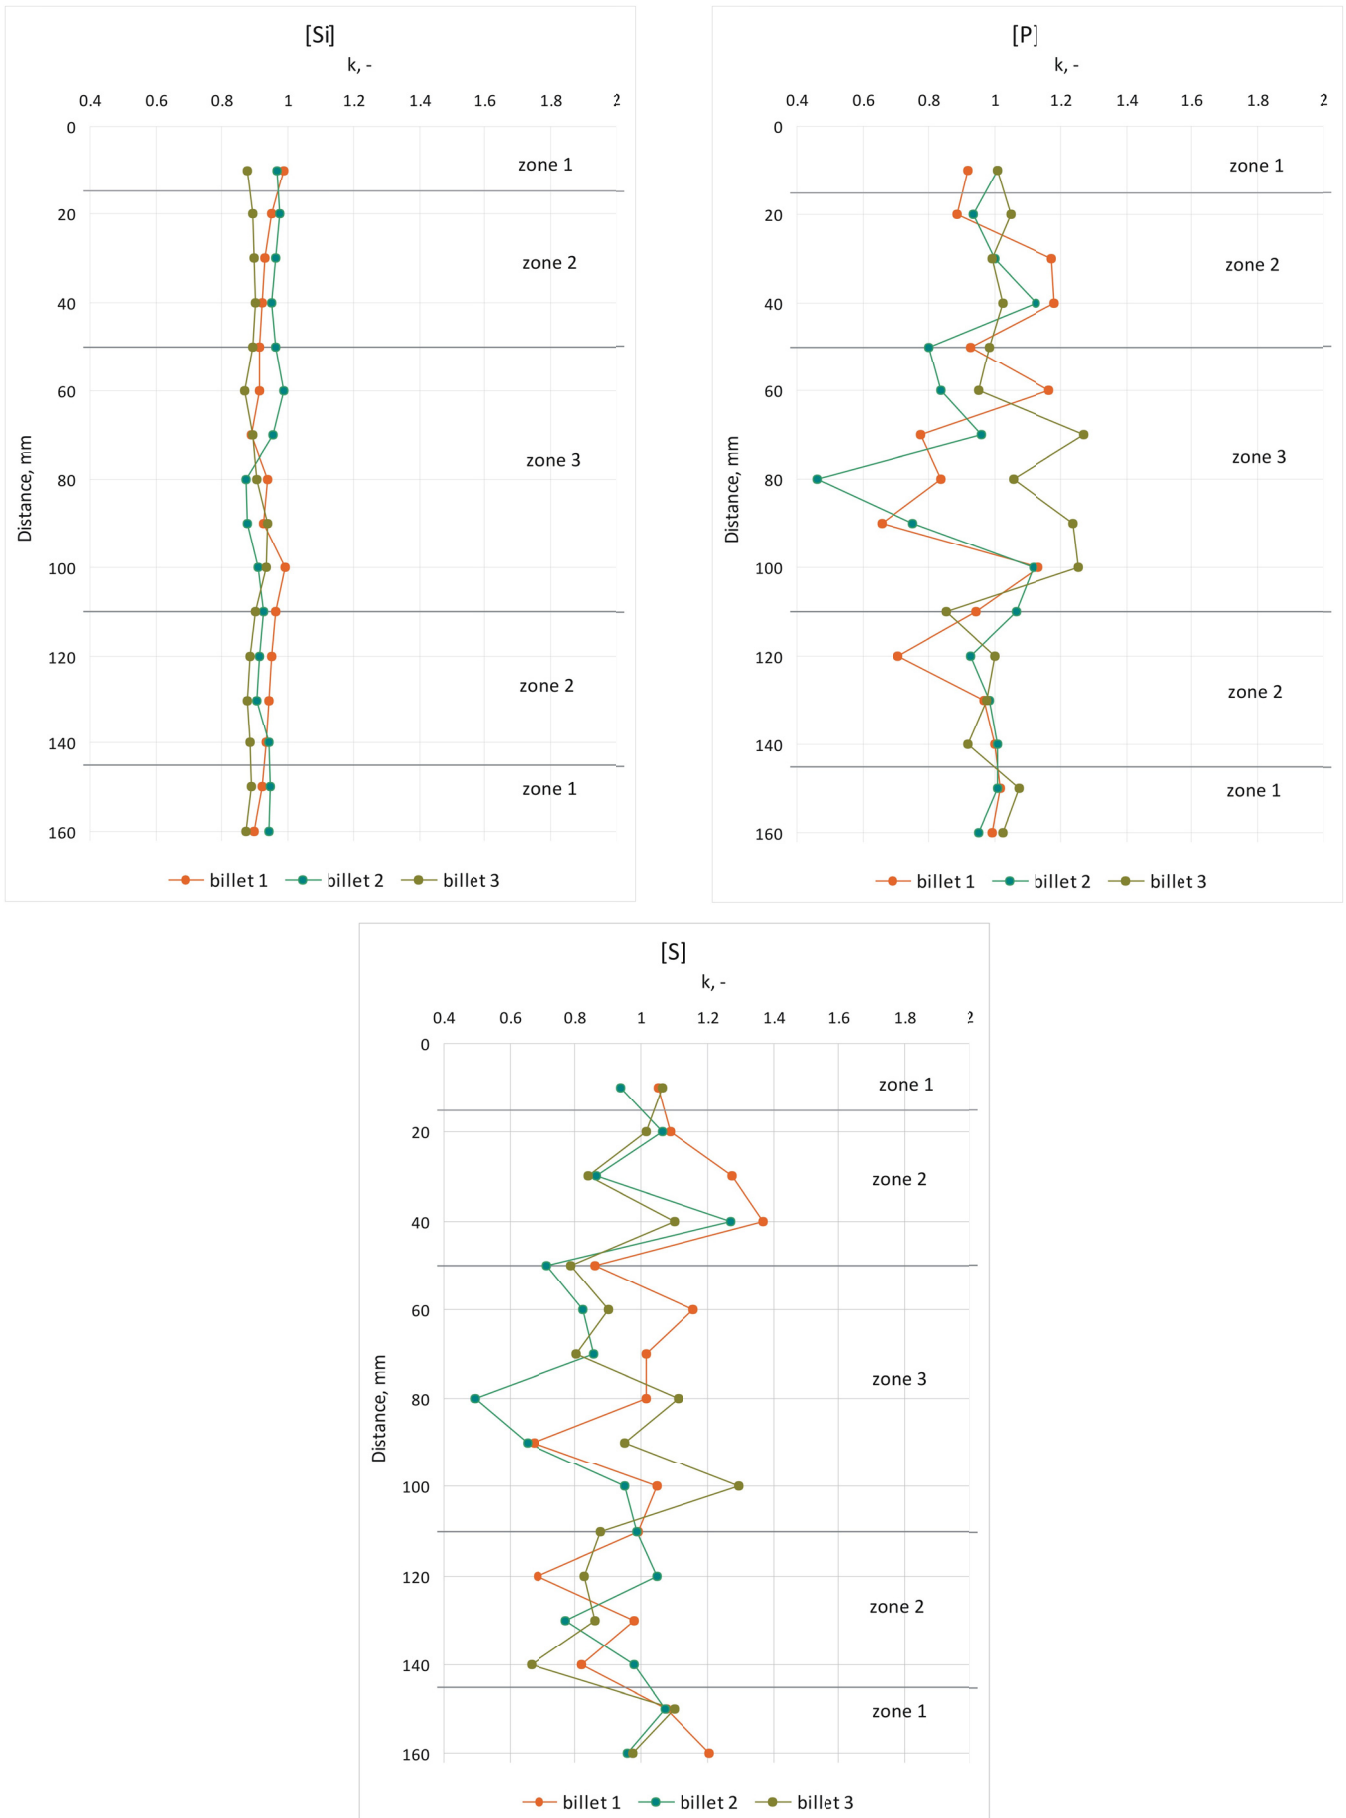 [Si]
k, -
0.4 0.6 0.8 1 1.2 1.4 1.6 1.8 2
0
zone 1
20
zone 2
40
60
Distance, mm
zone 3
80
100
120
zone 2
140
zone 1
160
billet 1 billet 2 billet 3
[P]
k, -
0.4 0.6 0.8 1 1.2 1.4 1.6 1.8 2
0
zone 1
20
zone 2
40
60
Distance, mm
zone 3
80
100
120
zone 2
140
zone 1
160
billet 1 billet 2 billet 3
[S]
k, -
0.4 0.6 0.8 1 1.2 1.4 1.6 1.8 2
0
zone 1
20
zone 2
40
60
Distance, mm
zone 3
80
100
120
zone 2
140
zone 1
160
billet 1 billet 2 billet 3